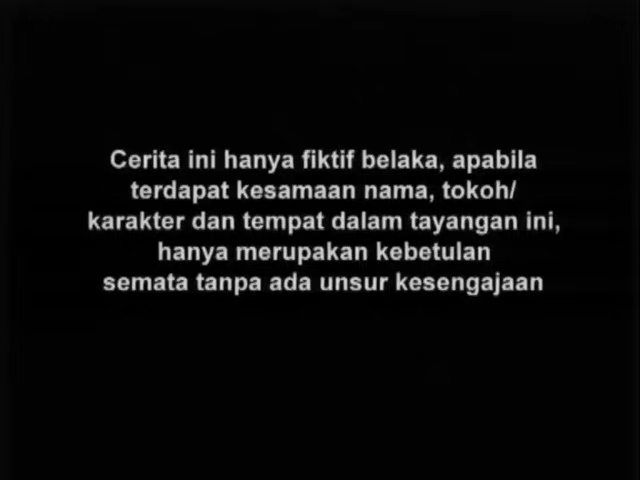 Cerita ini hanya fiktif belaka, apabila
terdapat kesamaan nama, tokoh/
karakter dan tempat dalam tayangan ini,
hanya merupakan kebetulan
semata tanpa ada unsur kesengajaan